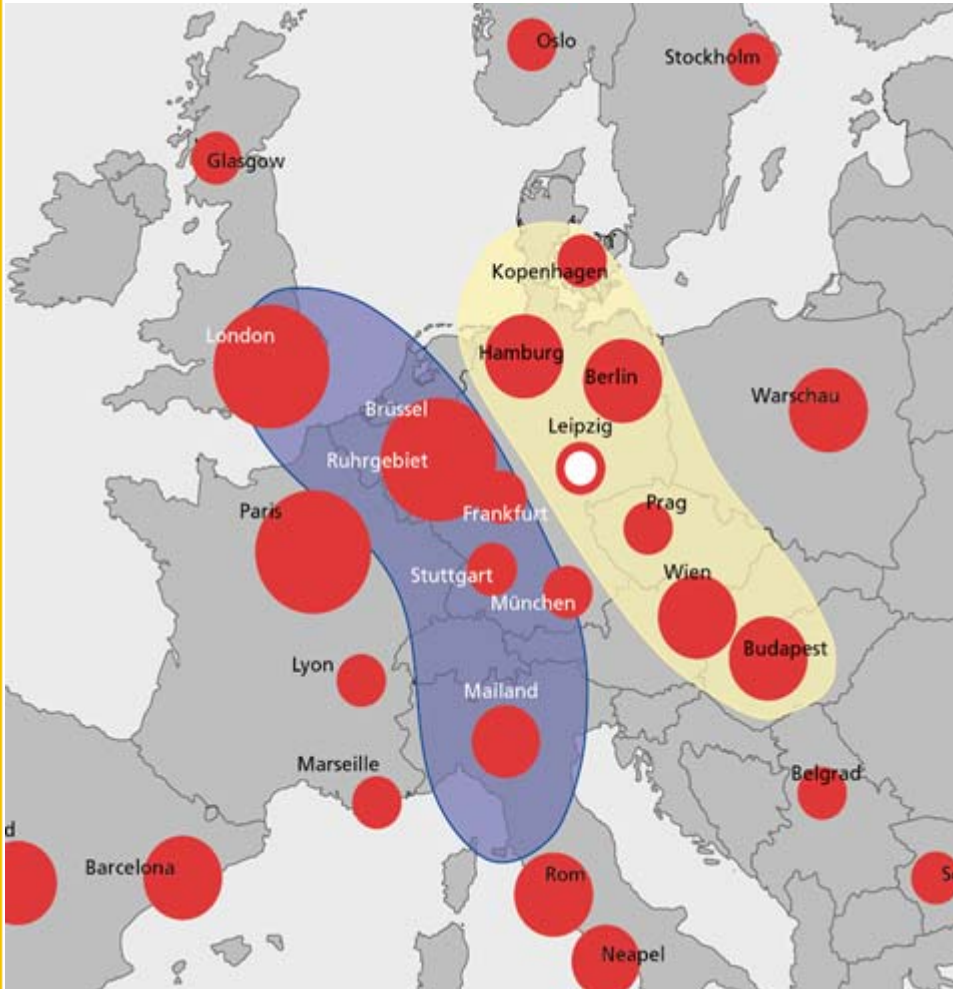 Oslo
Stockholm
Glasgow
Kopenhagen
London
Hamburg
Berlin
Warschau
Brüssel
Leipzig
Ruhrgebiet
Paris
Prag
Frankfurt
Wien
Stuttgart
München
Budapest
Lyon
Mailand
Marseille
Belgrad
d
Barcelona
Rom
S
Neapel